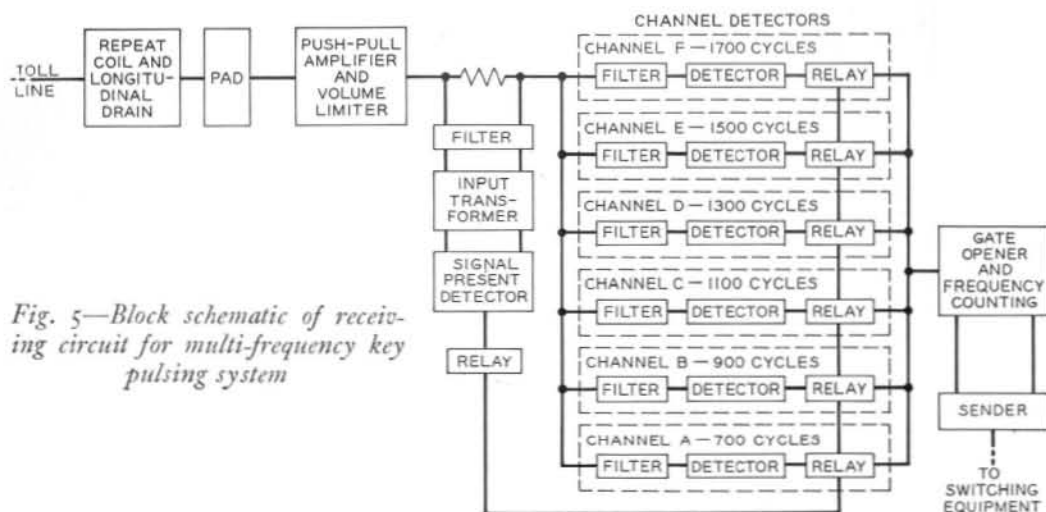 TOLL
LINE
REPEAT
COIL AND
LONGITU-
DINAL
DRAIN
PAD
PUSH-PULL
AMPLIFIER
AND
VOLUME
LIMITER
FILTER
INPUT
TRANS-
FORMER
SIGNAL
PRESENT
DETECTOR
RELAY
CHANNEL DETECTORS
CHANNEL F—1700 CYCLES
FILTER DETECTOR RELAY
CHANNEL E—1500 CYCLES
FILTER DETECTOR RELAY
CHANNEL D—1300 CYCLES
FILTER DETECTOR RELAY
CHANNEL C—1100 CYCLES
FILTER DETECTOR RELAY
CHANNEL B—900 CYCLES
FILTER DETECTOR RELAY
CHANNEL A—700 CYCLES
FILTER DETECTOR RELAY
GATE
OPENER
AND
FREQUENCY
COUNTING
SENDER
TO
SWITCHING
EQUIPMENT
Fig. 5—Block schematic of receiv-
ing circuit for multi-frequency key
pulsing system